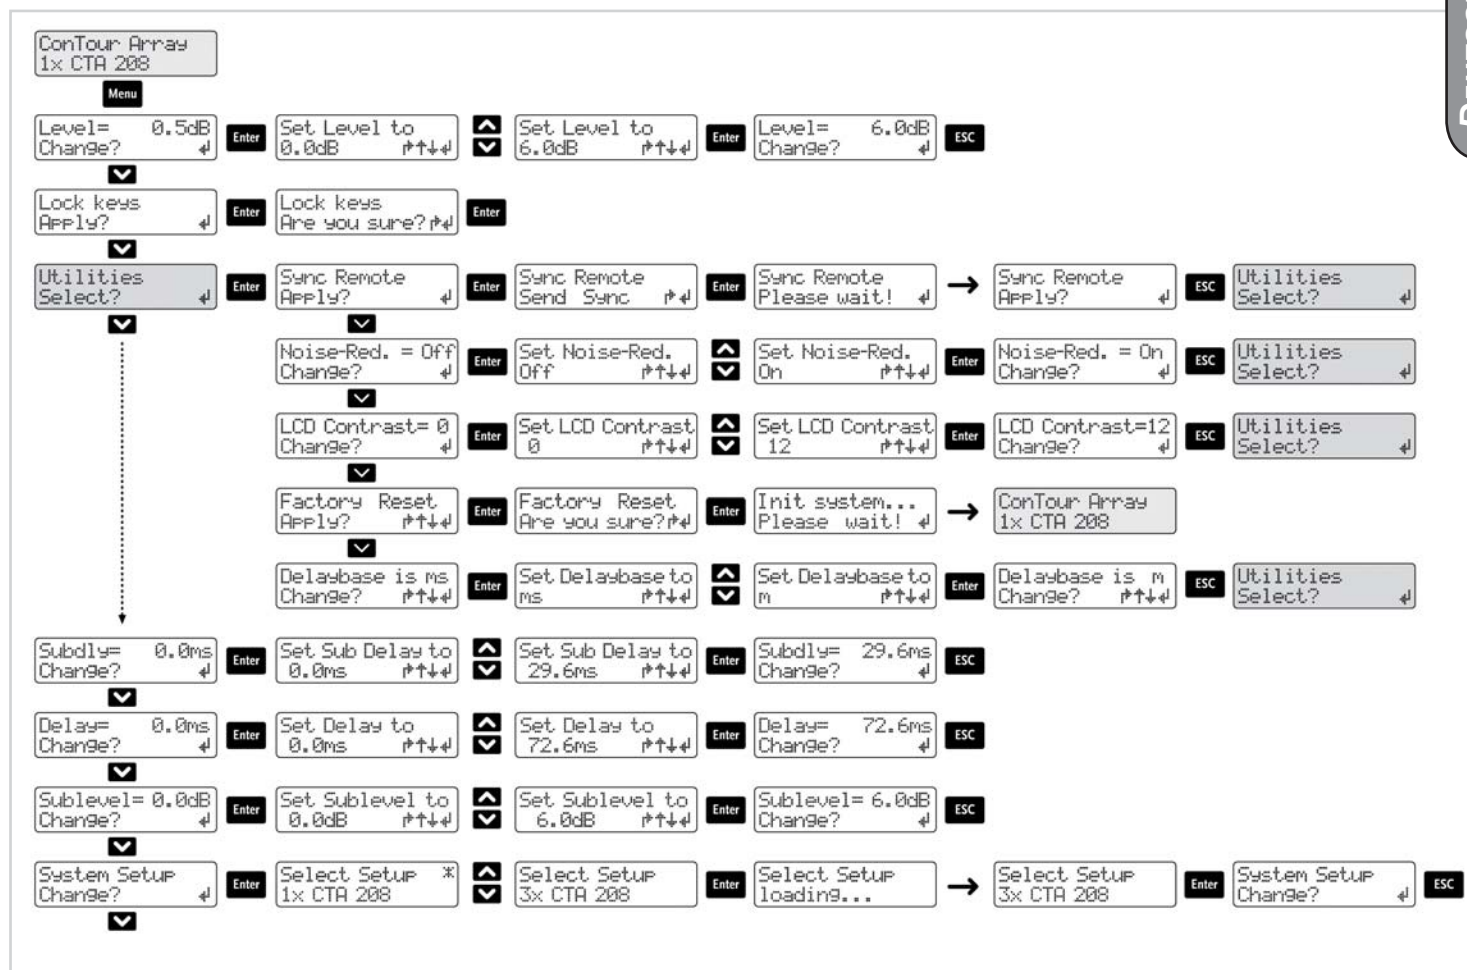 ConTour Array
1x CTA 208
Menu
Level= 0.5dB
Change? ↲
Enter
Set Level to
0.0dB ↱↑↓↲
Set Level to
6.0dB ↱↑↓↲
Enter
Level= 6.0dB
Change? ↲
ESC
Lock keys
Apply? ↲
Enter
Lock keys
Are you sure?↱↲
Enter
Utilities
Select? ↲
Enter
Sync Remote
Apply? ↲
Enter
Sync Remote
Send Sync ↱↲
Enter
Sync Remote
Please wait! ↲
→
Sync Remote
Apply? ↲
ESC
Utilities
Select? ↲
Noise-Red. = Off
Change? ↲
Enter
Set Noise-Red.
Off ↱↑↓↲
Set Noise-Red.
On ↱↑↓↲
Enter
Noise-Red. = On
Change? ↲
ESC
Utilities
Select? ↲
LCD Contrast= 0
Change? ↲
Enter
Set LCD Contrast
0 ↱↑↓↲
Set LCD Contrast
12 ↱↑↓↲
Enter
LCD Contrast=12
Change? ↲
ESC
Utilities
Select? ↲
Factory Reset
Apply? ↱↑↓↲
Enter
Factory Reset
Are you sure?↱↲
Enter
Init system...
Please wait! ↲
→
ConTour Array
1x CTA 208
Delaybase is ms
Change? ↱↑↓↲
Enter
Set Delaybase to
ms ↱↑↓↲
Set Delaybase to
m ↱↑↓↲
Enter
Delaybase is m
Change? ↱↑↓↲
ESC
Utilities
Select? ↲
Subdly= 0.0ms
Change? ↲
Enter
Set Sub Delay to
0.0ms ↱↑↓↲
Set Sub Delay to
29.6ms ↱↑↓↲
Enter
Subdly= 29.6ms
Change? ↲
ESC
Delay= 0.0ms
Change? ↲
Enter
Set Delay to
0.0ms ↱↑↓↲
Set Delay to
72.6ms ↱↑↓↲
Enter
Delay= 72.6ms
Change? ↲
ESC
Sublevel= 0.0dB
Change? ↲
Enter
Set Sublevel to
0.0dB ↱↑↓↲
Set Sublevel to
6.0dB ↱↑↓↲
Enter
Sublevel= 6.0dB
Change? ↲
ESC
System Setup
Change? ↲
Enter
Select Setup *
1x CTA 208
Select Setup
3x CTA 208
Enter
Select Setup
loading...
→
Select Setup
3x CTA 208
Enter
System Setup
Change? ↲
ESC